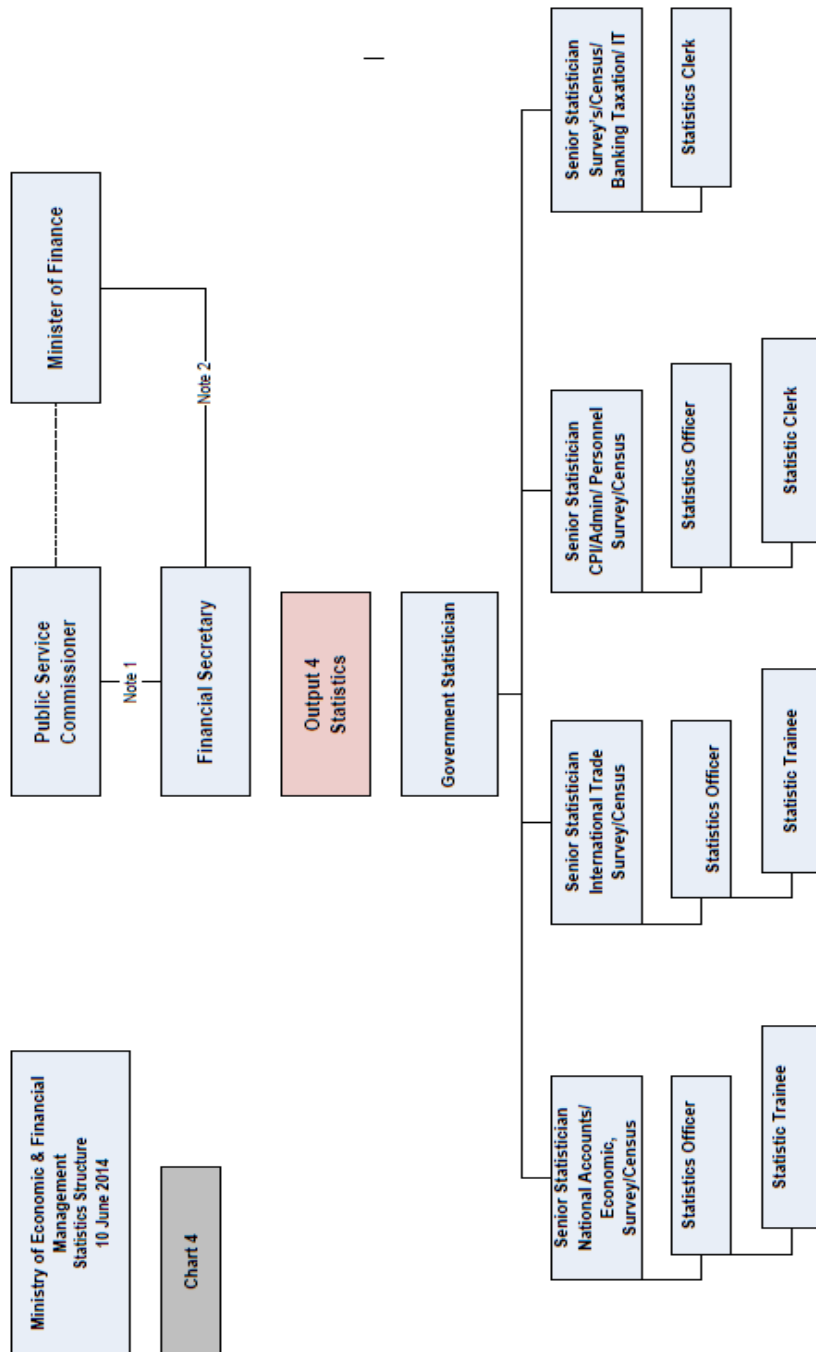 Ministry of Economic & Financial
Management
Statistics Structure
10 June 2014
Chart 4
Public Service
Commissioner
Minister of Finance
Note 1
Note 2
Financial Secretary
Output 4
Statistics
Government Statistician
Senior Statistician
National Accounts/
Economic,
Survey/Census
Statistics Officer
Statistic Trainee
Senior Statistician
International Trade
Survey/Census
Statistics Officer
Statistic Trainee
Senior Statistician
CPI/Admin/ Personnel
Survey/Census
Statistics Officer
Statistic Clerk
Senior Statistician
Survey's/Census/
Banking Taxation/ IT
Statistics Clerk